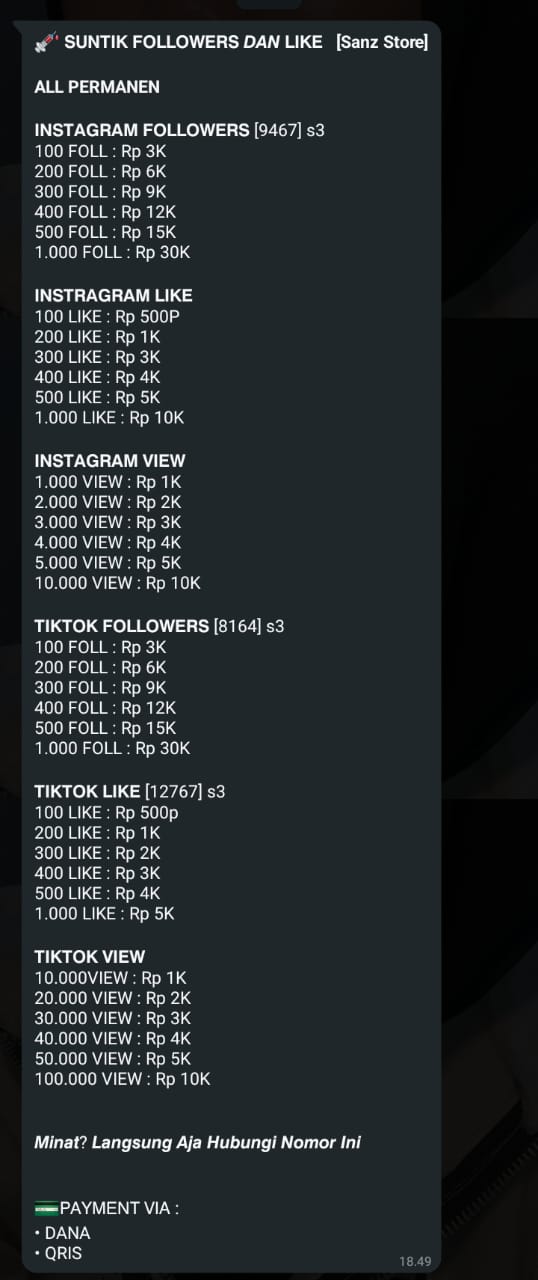 💉 SUNTIK FOLLOWERS DAN LIKE [Sanz Store]
ALL PERMANEN
INSTAGRAM FOLLOWERS [9467] s3
100 FOLL : Rp 3K
200 FOLL : Rp 6K
300 FOLL : Rp 9K
400 FOLL : Rp 12K
500 FOLL : Rp 15K
1.000 FOLL : Rp 30K
INSTRAGRAM LIKE
100 LIKE : Rp 500P
200 LIKE : Rp 1K
300 LIKE : Rp 3K
400 LIKE : Rp 4K
500 LIKE : Rp 5K
1.000 LIKE : Rp 10K
INSTAGRAM VIEW
1.000 VIEW : Rp 1K
2.000 VIEW : Rp 2K
3.000 VIEW : Rp 3K
4.000 VIEW : Rp 4K
5.000 VIEW : Rp 5K
10.000 VIEW : Rp 10K
TIKTOK FOLLOWERS [8164] s3
100 FOLL : Rp 3K
200 FOLL : Rp 6K
300 FOLL : Rp 9K
400 FOLL : Rp 12K
500 FOLL : Rp 15K
1.000 FOLL : Rp 30K
TIKTOK LIKE [12767] s3
100 LIKE : Rp 500p
200 LIKE : Rp 1K
300 LIKE : Rp 2K
400 LIKE : Rp 3K
500 LIKE : Rp 4K
1.000 LIKE : Rp 5K
TIKTOK VIEW
10.000VIEW : Rp 1K
20.000 VIEW : Rp 2K
30.000 VIEW : Rp 3K
40.000 VIEW : Rp 4K
50.000 VIEW : Rp 5K
100.000 VIEW : Rp 10K
Minat? Langsung Aja Hubungi Nomor Ini
💳PAYMENT VIA :
• DANA
• QRIS
18.49